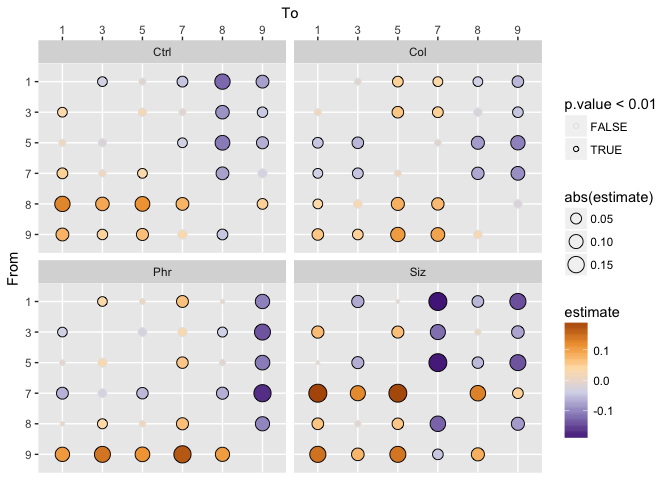 To
1 3 5 7 8 9 1 3 5 7 8 9
Ctrl Col
1
3
5
7
8
9
From
Phr Siz
1
3
5
7
8
9
p.value < 0.01
FALSE
TRUE
abs(estimate)
0.05
0.10
0.15
estimate
0.1
0.0
-0.1